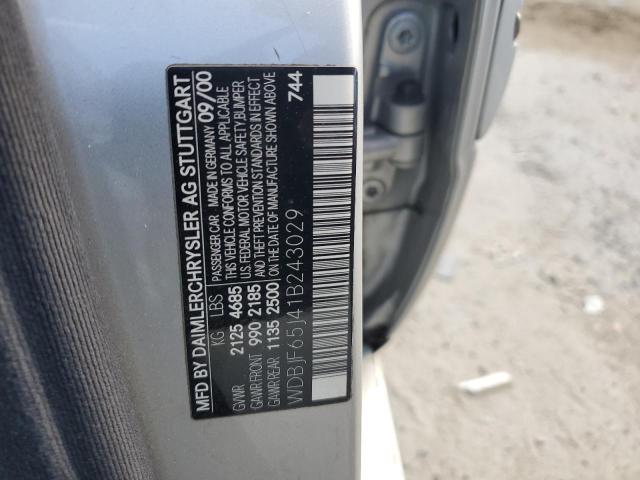 MFD BY DAIMLERCHRYSLER AG STUTTGART
PASSENGER CAR MADE IN GERMANY 09/00
KG LBS THIS VEHICLE CONFORMS TO ALL APPLICABLE
GVWR 2125 4685 U.S. FEDERAL MOTOR VEHICLE SAFETY, BUMPER
GAWR FRONT 990 2185 AND THEFT PREVENTION STANDARDS IN EFFECT
GAWR REAR 1135 2500 ON THE DATE OF MANUFACTURE SHOWN ABOVE
WDBJF65J41B243029 744